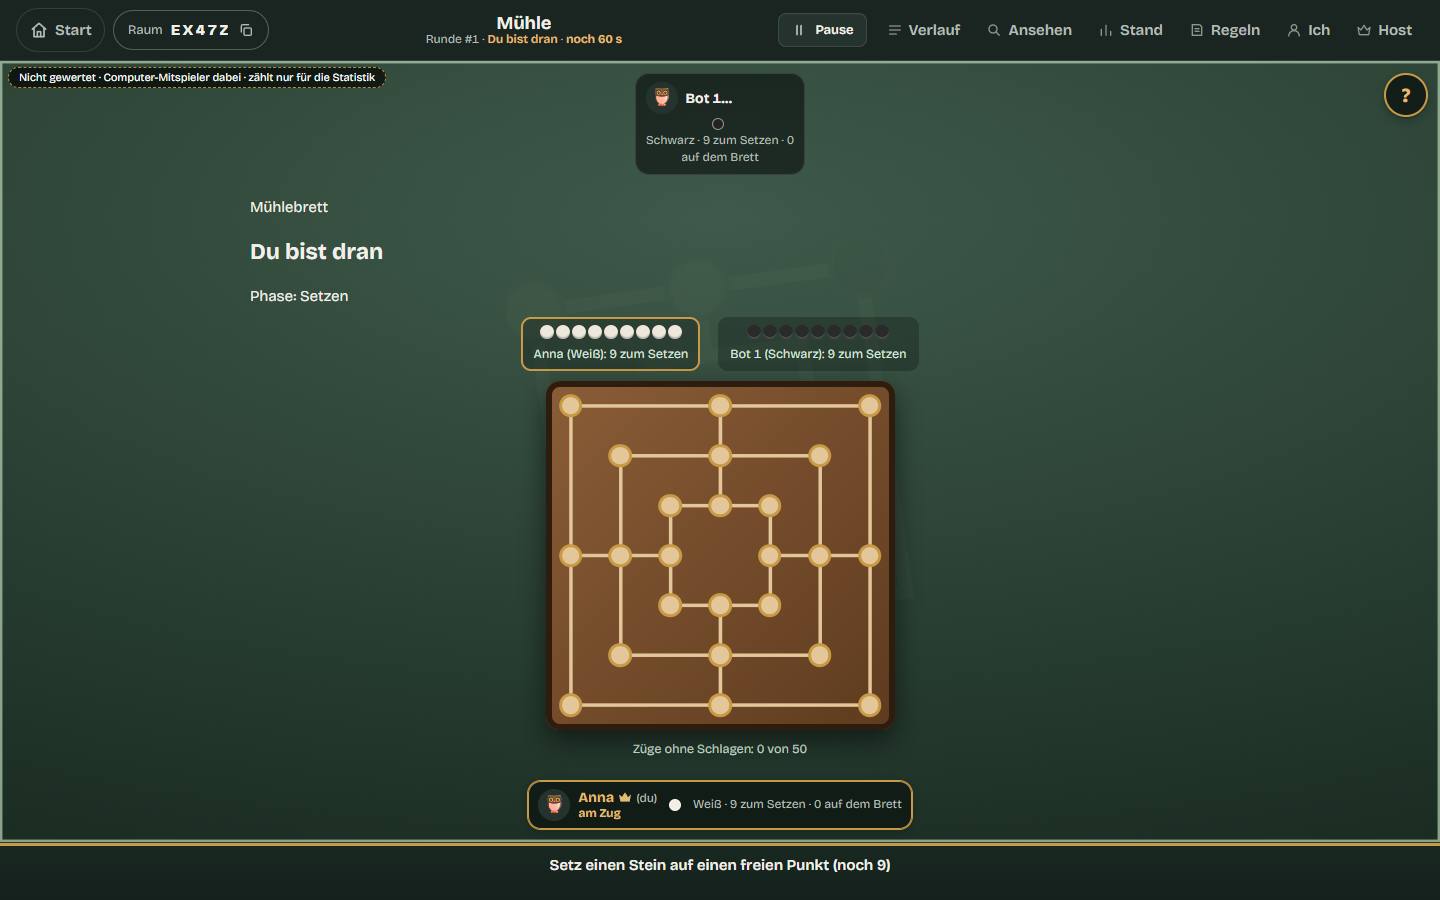 Start
Raum EX47Z
Mühle
Runde #1 · Du bist dran · noch 60 s
Pause
Verlauf
Ansehen
Stand
Regeln
Ich
Host
Nicht gewertet · Computer-Mitspieler dabei · zählt nur für die Statistik
Bot 1...
Schwarz · 9 zum Setzen · 0
auf dem Brett
?
Mühlebrett
Du bist dran
Phase: Setzen
Anna (Weiß): 9 zum Setzen
Bot 1 (Schwarz): 9 zum Setzen
Züge ohne Schlagen: 0 von 50
Anna (du)
am Zug
Weiß · 9 zum Setzen · 0 auf dem Brett
Setz einen Stein auf einen freien Punkt (noch 9)